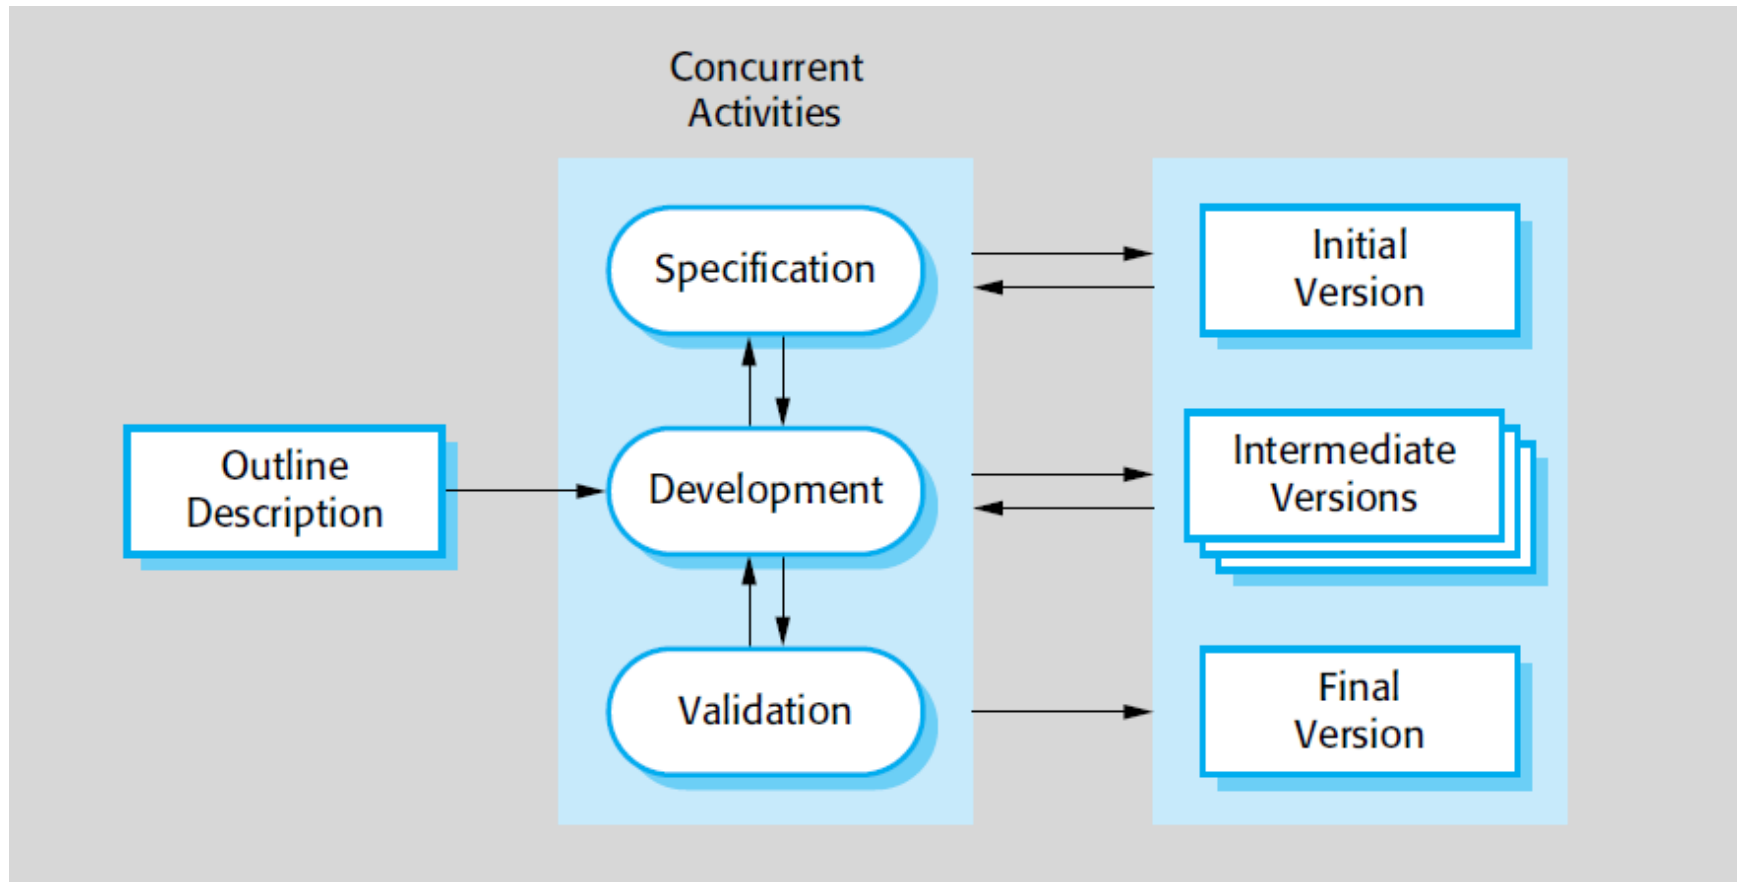 Concurrent
Activities
Specification
Initial
Version
Outline
Description
Development
Intermediate
Versions
Validation
Final
Version